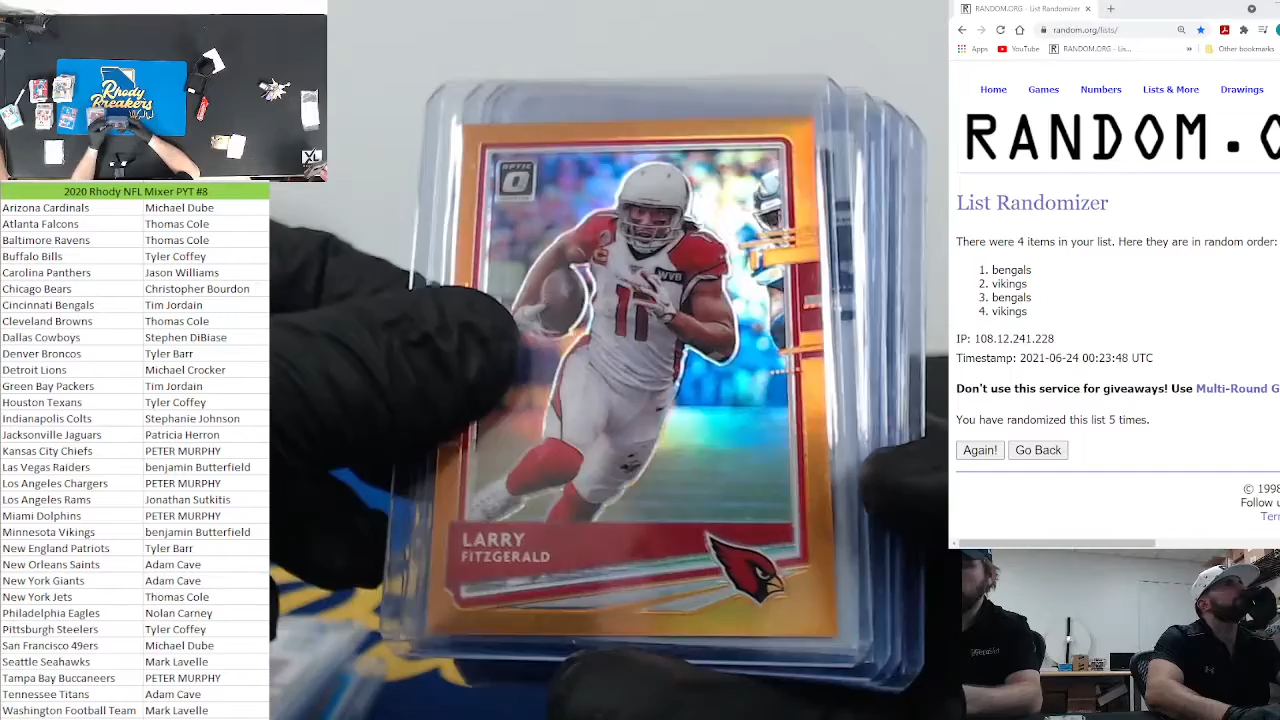 Rhody
Breakers
XL
2020 Rhody NFL Mixer PYT #8
Arizona Cardinals Michael Dube
Atlanta Falcons Thomas Cole
Baltimore Ravens Thomas Cole
Buffalo Bills Tyler Coffey
Carolina Panthers Jason Williams
Chicago Bears Christopher Bourdon
Cincinnati Bengals Tim Jordain
Cleveland Browns Thomas Cole
Dallas Cowboys Stephen DiBiase
Denver Broncos Tyler Barr
Detroit Lions Michael Crocker
Green Bay Packers Tim Jordain
Houston Texans Tyler Coffey
Indianapolis Colts Stephanie Johnson
Jacksonville Jaguars Patricia Herron
Kansas City Chiefs PETER MURPHY
Las Vegas Raiders benjamin Butterfield
Los Angeles Chargers PETER MURPHY
Los Angeles Rams Jonathan Sutkitis
Miami Dolphins PETER MURPHY
Minnesota Vikings benjamin Butterfield
New England Patriots Tyler Barr
New Orleans Saints Adam Cave
New York Giants Adam Cave
New York Jets Thomas Cole
Philadelphia Eagles Nolan Carney
Pittsburgh Steelers Tyler Coffey
San Francisco 49ers Michael Dube
Seattle Seahawks Mark Lavelle
Tampa Bay Buccaneers PETER MURPHY
Tennessee Titans Adam Cave
Washington Football Team Mark Lavelle
OPTIC
O
WVB
11
LARRY
FITZGERALD
RANDOM.ORG - List Randomizer
random.org/lists/
Apps YouTube RANDOM.ORG - Lis... » Other bookmarks
Home Games Numbers Lists & More Drawings
RANDOM.O
List Randomizer
There were 4 items in your list. Here they are in random order:
1. bengals
2. vikings
3. bengals
4. vikings
IP: 108.12.241.228
Timestamp: 2021-06-24 00:23:48 UTC
Don't use this service for giveaways! Use Multi-Round G
You have randomized this list 5 times.
Again! Go Back
© 1998
Follow u
Ter